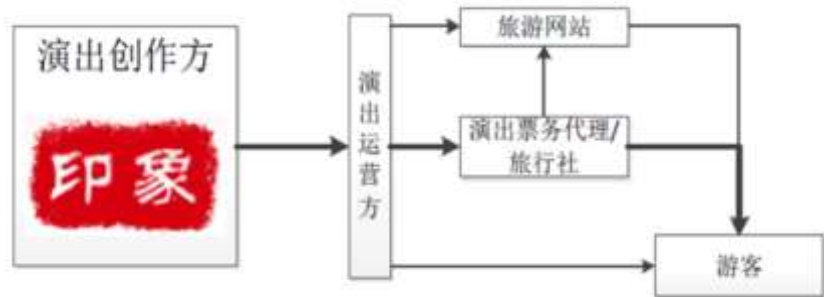 演出创作方
印象
演出运营方
旅游网站
演出票务代理/
旅行社
游客